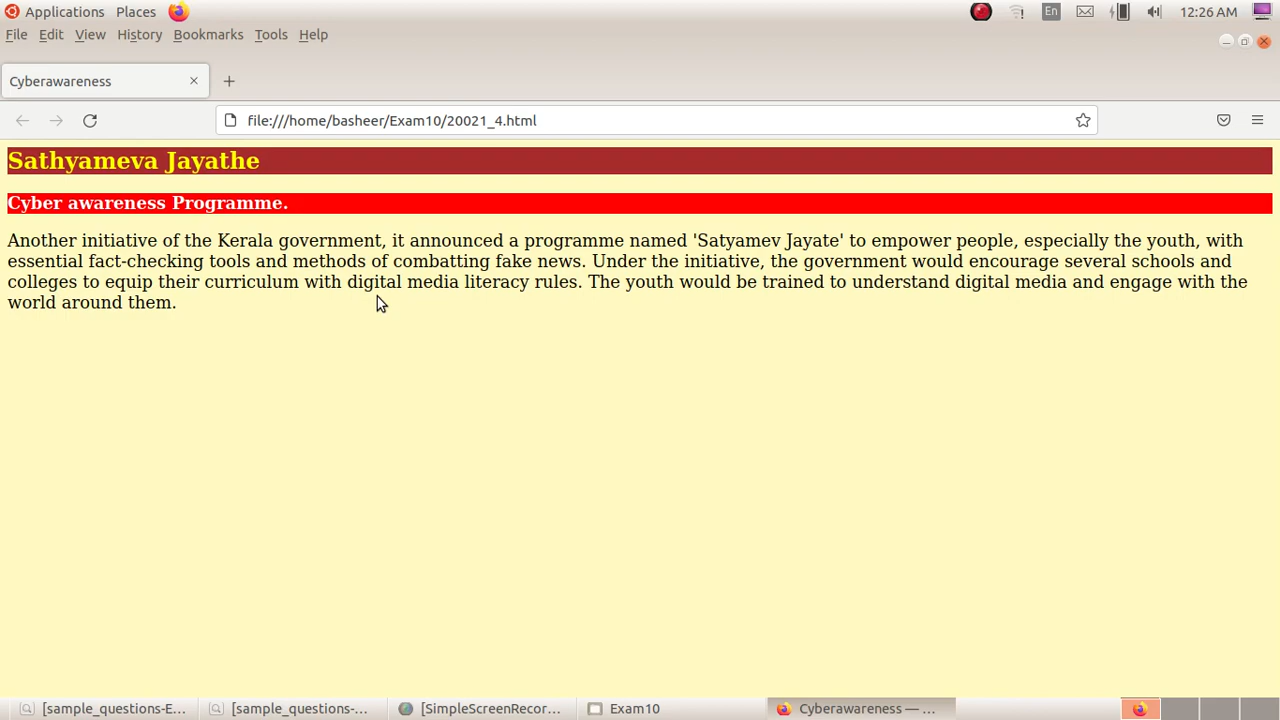 Applications Places En 12:26 AM
File Edit View History Bookmarks Tools Help
Cyberawareness
file:///home/basheer/Exam10/20021_4.html
Sathyameva Jayathe
Cyber awareness Programme.
Another initiative of the Kerala government, it announced a programme named 'Satyamev Jayate' to empower people, especially the youth, with
essential fact-checking tools and methods of combatting fake news. Under the initiative, the government would encourage several schools and
colleges to equip their curriculum with digital media literacy rules. The youth would be trained to understand digital media and engage with the
world around them.
[sample_questions-E... [sample_questions-... [SimpleScreenRecor... Exam10 Cyberawareness — ...